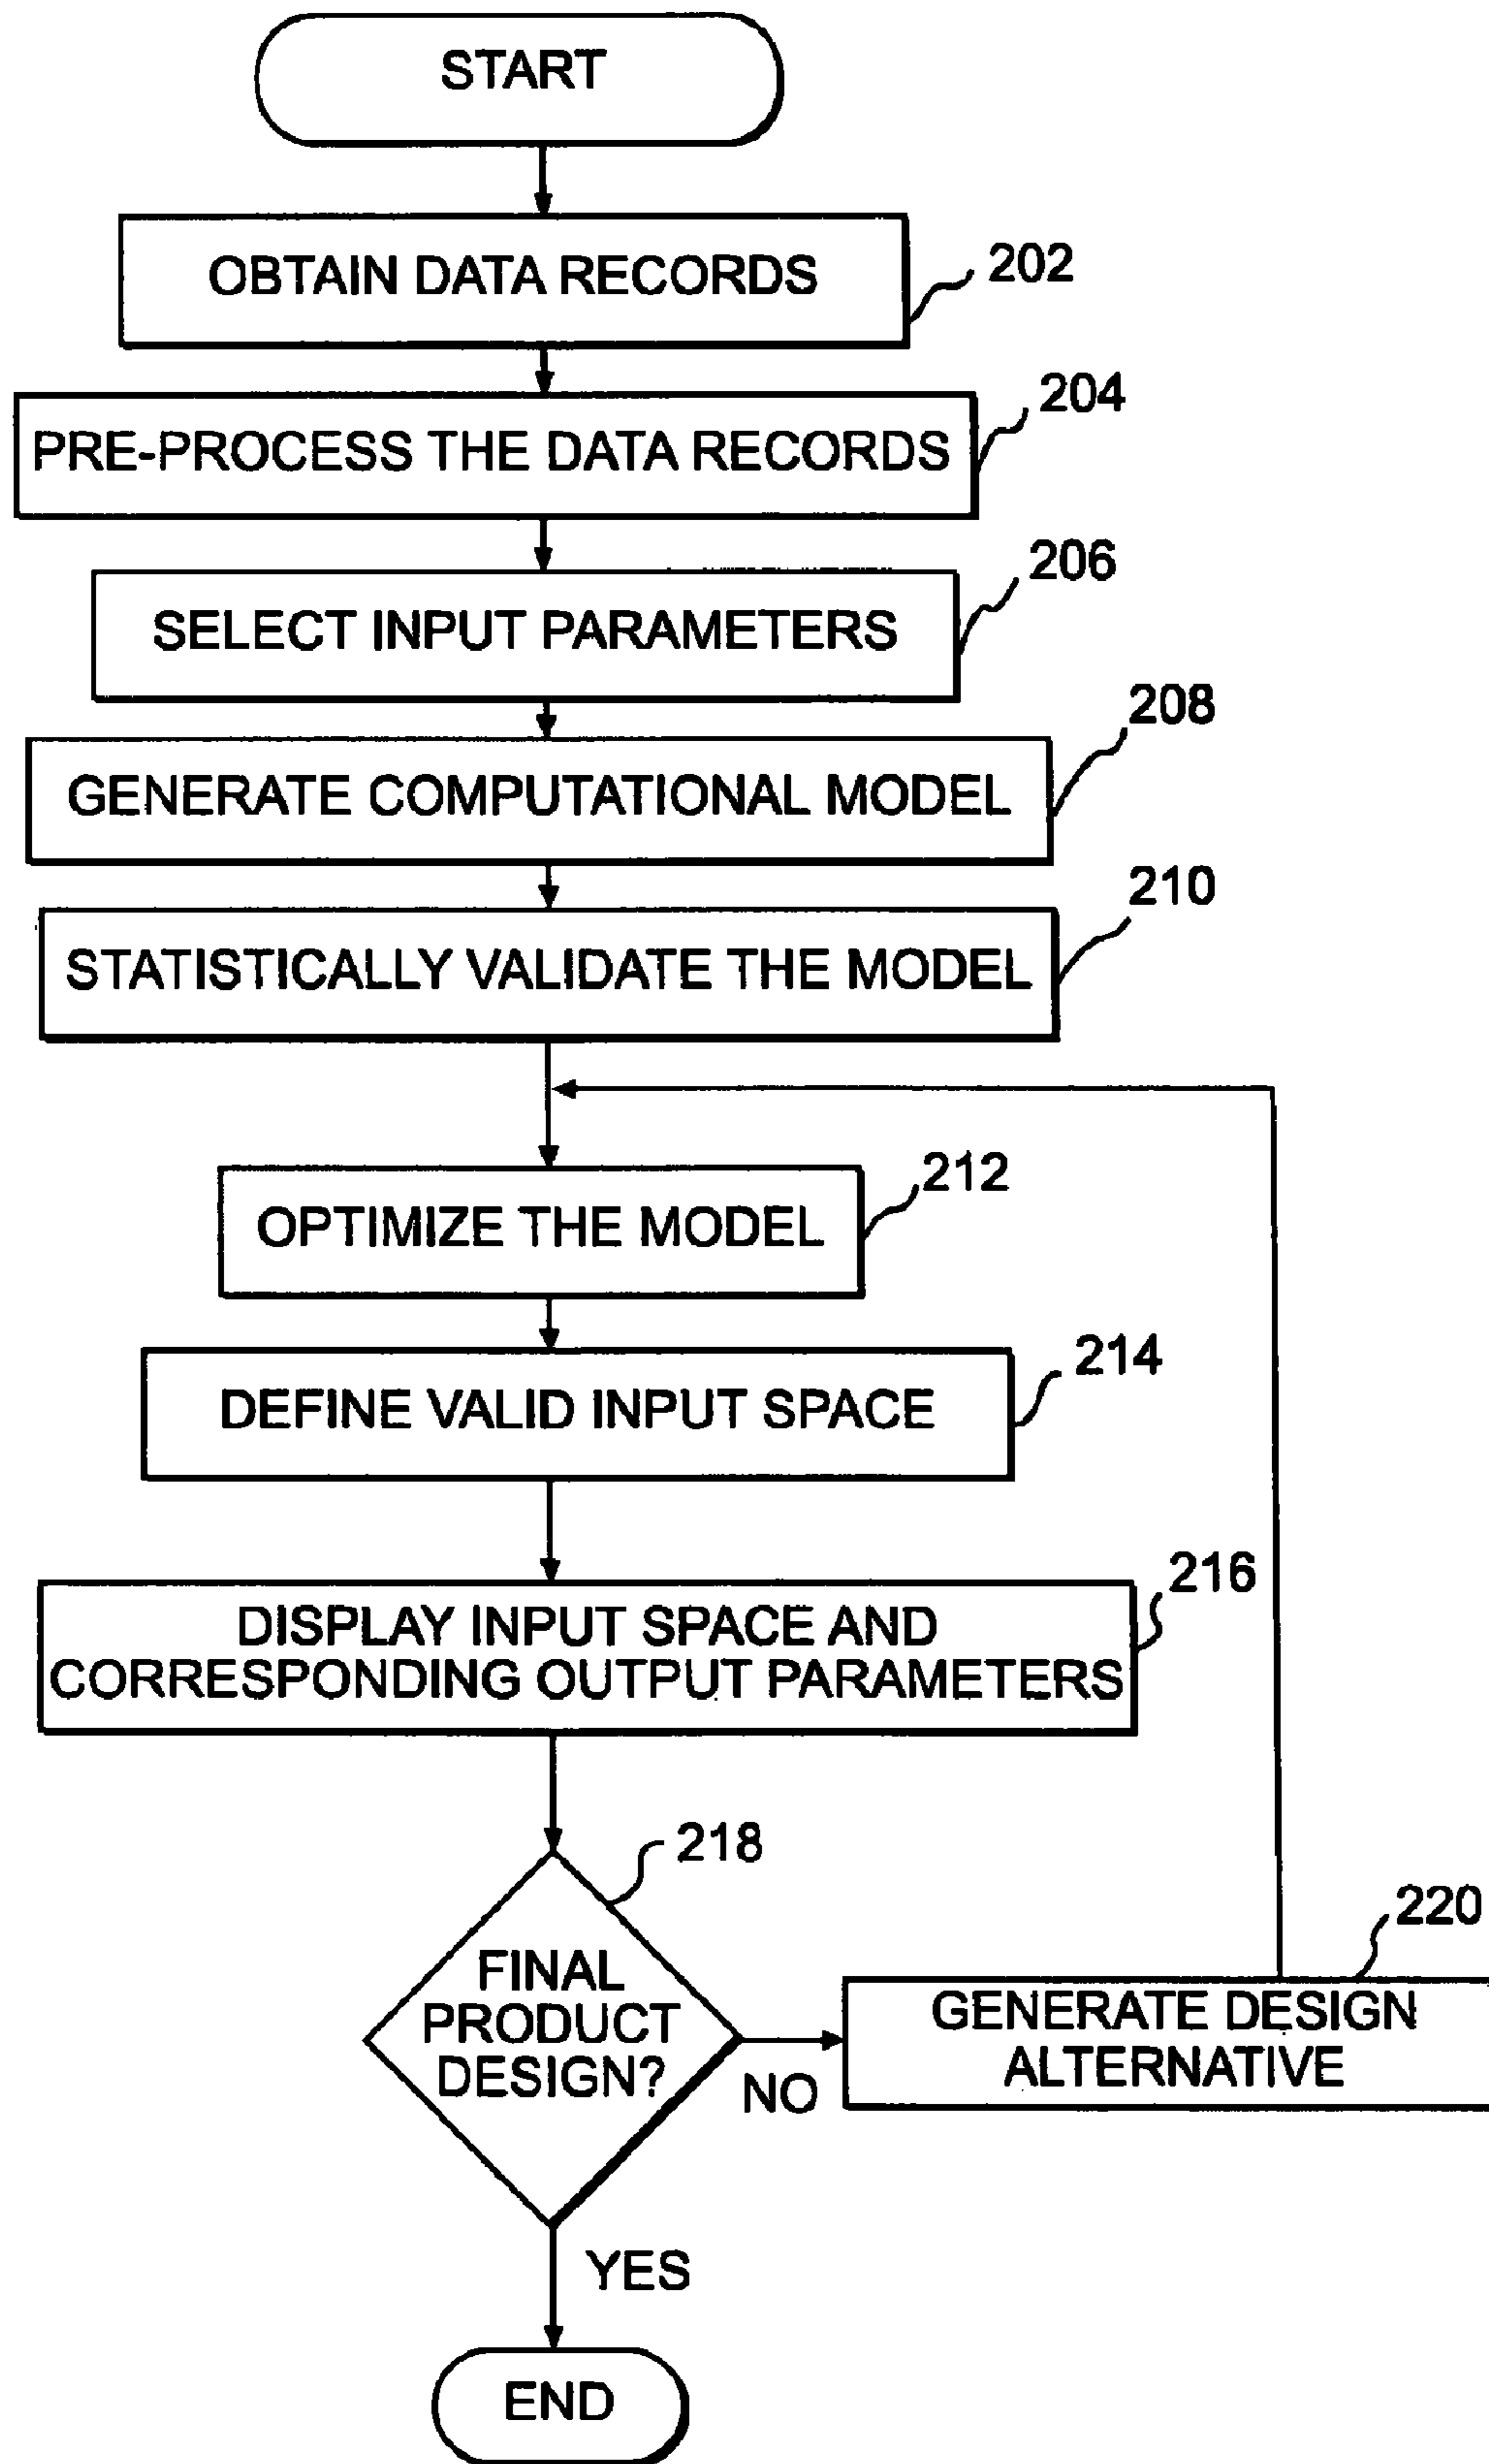 START
OBTAIN DATA RECORDS
202
PRE-PROCESS THE DATA RECORDS
204
SELECT INPUT PARAMETERS
206
GENERATE COMPUTATIONAL MODEL
208
STATISTICALLY VALIDATE THE MODEL
210
OPTIMIZE THE MODEL
212
DEFINE VALID INPUT SPACE
214
DISPLAY INPUT SPACE AND
CORRESPONDING OUTPUT PARAMETERS
216
FINAL
PRODUCT
DESIGN?
218
NO
GENERATE DESIGN
ALTERNATIVE
220
YES
END